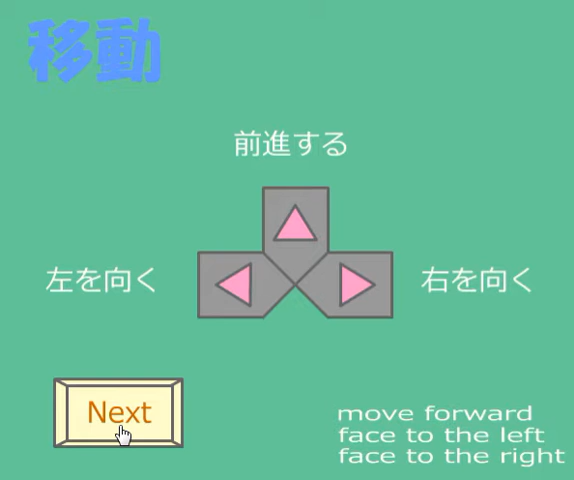 移動
前進する
左を向く
右を向く
Next
move forward
face to the left
face to the right